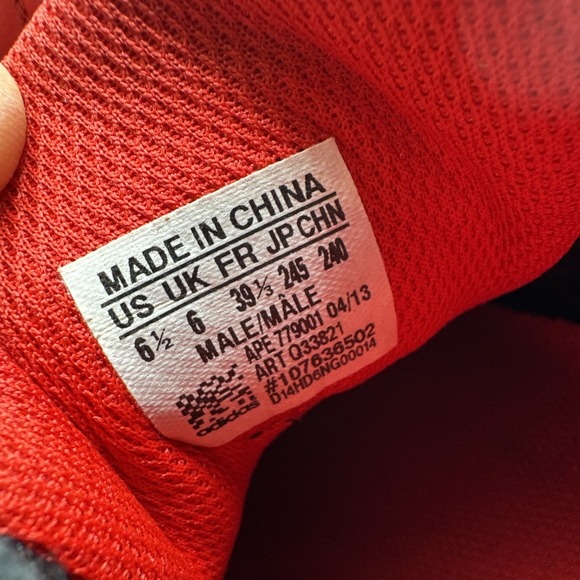 MADE IN CHINA
US UK FR JP CHN
6½ 6 39⅓ 245 240
MALE/MÂLE
APE 779001 04/13
ART Q33821
#107636502
D14HD6NG00014
adidas